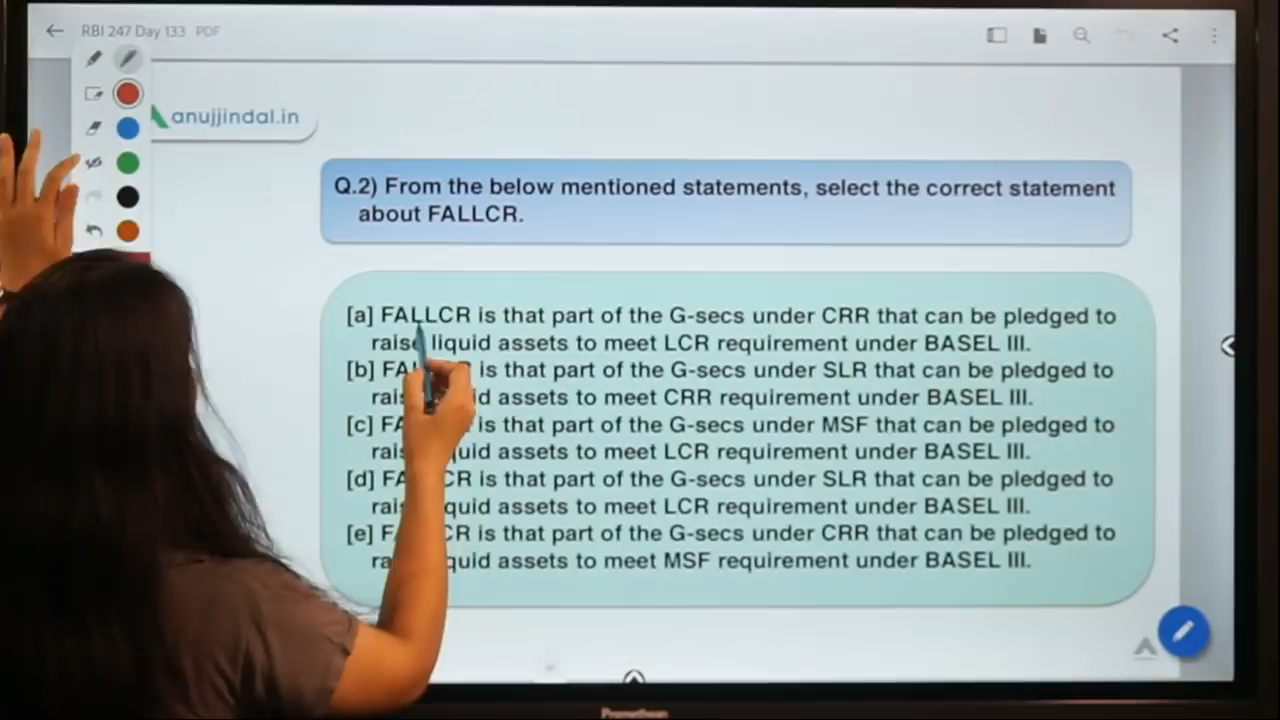 RBI 247 Day 133 PDF
anujjindal.in
Q.2) From the below mentioned statements, select the correct statement
about FALLCR.
[a] FALLCR is that part of the G-secs under CRR that can be pledged to
raise liquid assets to meet LCR requirement under BASEL III.
[b] is that part of the G-secs under SLR that can be pledged to
assets to meet CRR requirement under BASEL III.
[c] is that part of the G-secs under MSF that can be pledged to
assets to meet LCR requirement under BASEL III.
[d] is that part of the G-secs under SLR that can be pledged to
assets to meet LCR requirement under BASEL III.
[e] is that part of the G-secs under CRR that can be pledged to
assets to meet MSF requirement under BASEL III.
Promethean